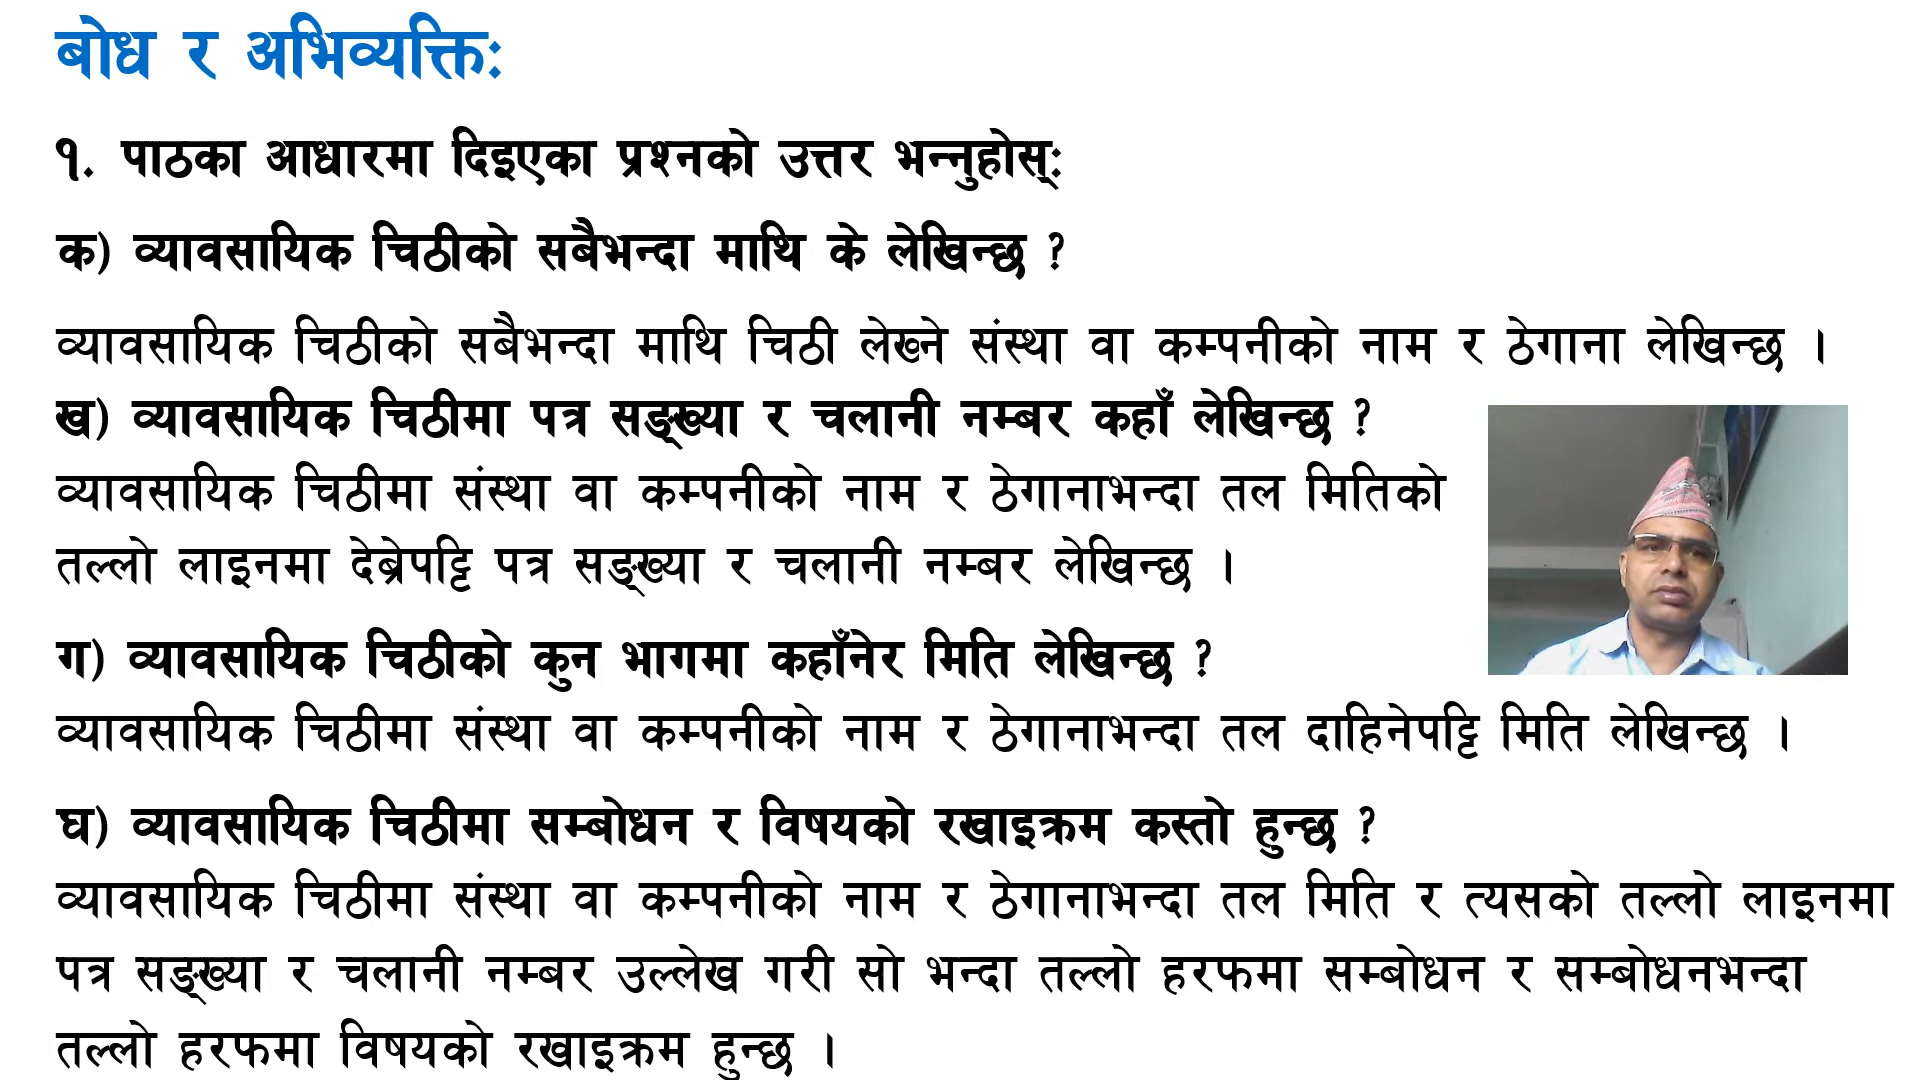 बोध र अभिव्यक्तिः
१. पाठका आधारमा दिइएका प्रश्नको उत्तर भन्नुहोस्ः
क) व्यावसायिक चिठीको सबैभन्दा माथि के लेखिन्छ ?
व्यावसायिक चिठीको सबैभन्दा माथि चिठी लेख्ने संस्था वा कम्पनीको नाम र ठेगाना लेखिन्छ ।
ख) व्यावसायिक चिठीमा पत्र सङ्ख्या र चलानी नम्बर कहाँ लेखिन्छ ?
व्यावसायिक चिठीमा संस्था वा कम्पनीको नाम र ठेगानाभन्दा तल मितिको
तल्लो लाइनमा देब्रेपट्टि पत्र सङ्ख्या र चलानी नम्बर लेखिन्छ ।
ग) व्यावसायिक चिठीको कुन भागमा कहाँनेर मिति लेखिन्छ ?
व्यावसायिक चिठीमा संस्था वा कम्पनीको नाम र ठेगानाभन्दा तल दाहिनेपट्टि मिति लेखिन्छ ।
घ) व्यावसायिक चिठीमा सम्बोधन र विषयको रखाइक्रम कस्तो हुन्छ ?
व्यावसायिक चिठीमा संस्था वा कम्पनीको नाम र ठेगानाभन्दा तल मिति र त्यसको तल्लो लाइनमा
पत्र सङ्ख्या र चलानी नम्बर उल्लेख गरी सो भन्दा तल्लो हरफमा सम्बोधन र सम्बोधनभन्दा
तल्लो हरफमा विषयको रखाइक्रम हुन्छ ।